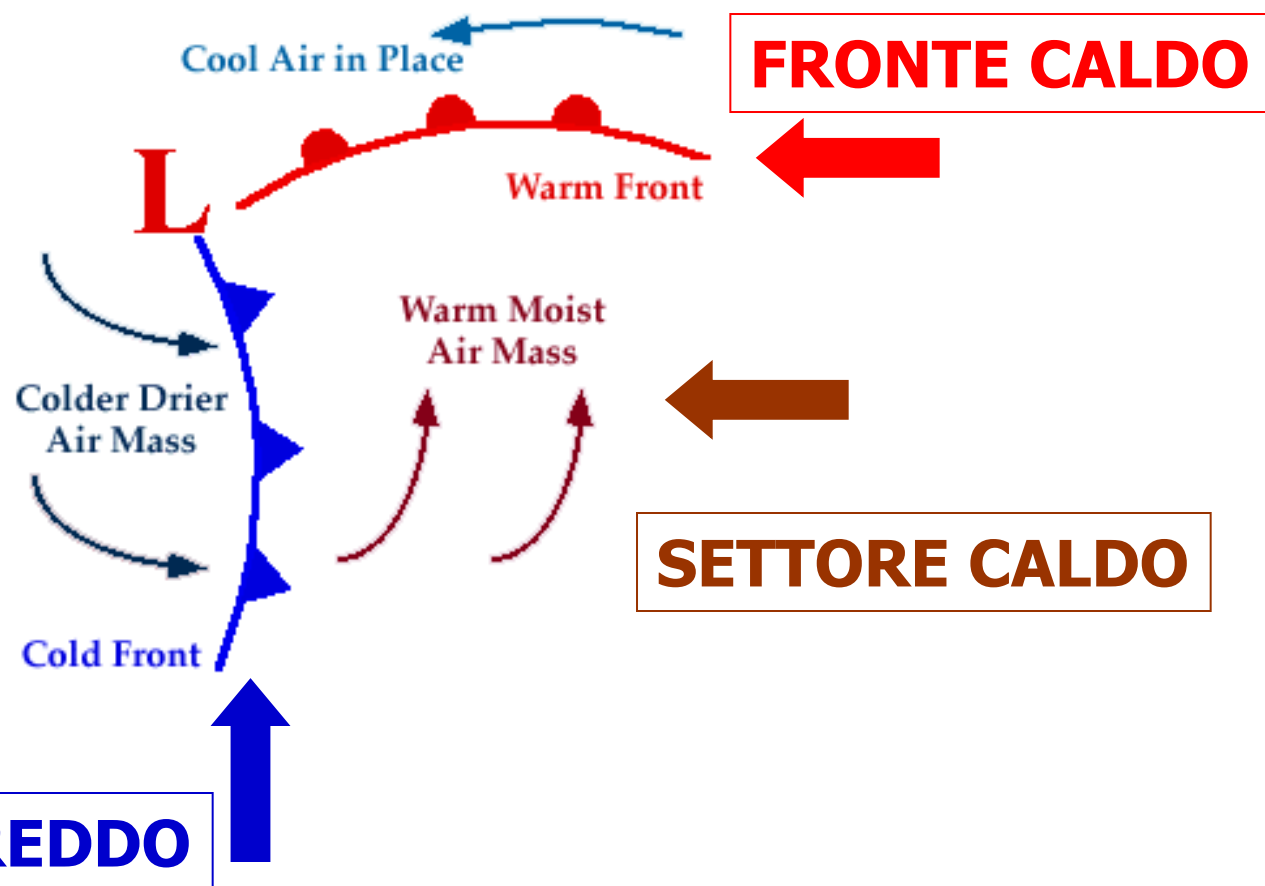 Cool Air in Place
FRONTE CALDO
L
Warm Front
Warm Moist
Air Mass
Colder Drier
Air Mass
SETTORE CALDO
Cold Front
REDDO